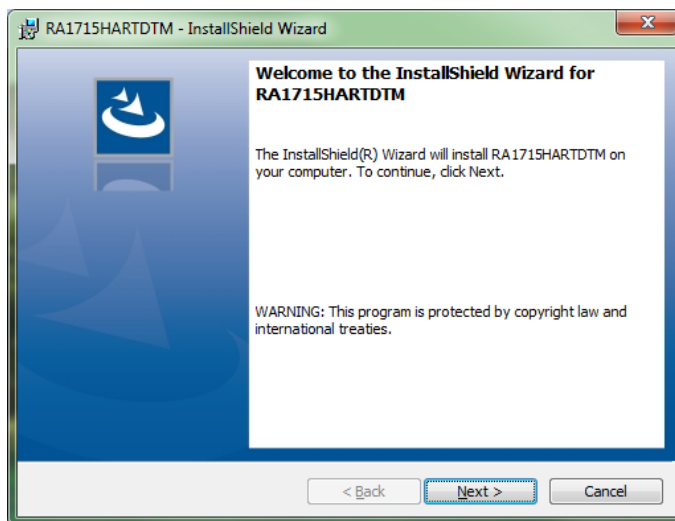 RA1715HARTDTM - InstallShield Wizard
Welcome to the InstallShield Wizard for
RA1715HARTDTM
The InstallShield(R) Wizard will install RA1715HARTDTM on
your computer. To continue, click Next.
WARNING: This program is protected by copyright law and
international treaties.
< Back
Next >
Cancel